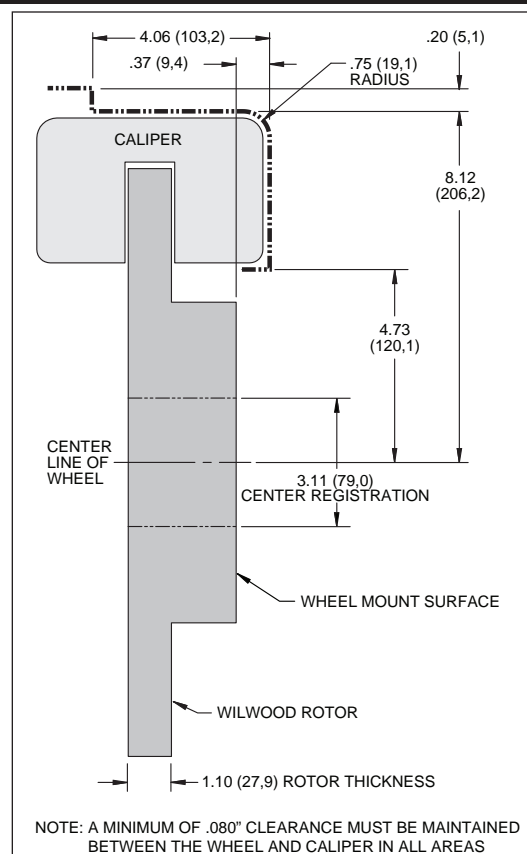 4.06 (103,2)
.20 (5,1)
.37 (9,4)
.75 (19,1)
RADIUS
CALIPER
8.12
(206,2)
4.73
(120,1)
CENTER
LINE OF
WHEEL
3.11 (79,0)
CENTER REGISTRATION
WHEEL MOUNT SURFACE
WILWOOD ROTOR
1.10 (27,9) ROTOR THICKNESS
NOTE: A MINIMUM OF .080" CLEARANCE MUST BE MAINTAINED
BETWEEN THE WHEEL AND CALIPER IN ALL AREAS